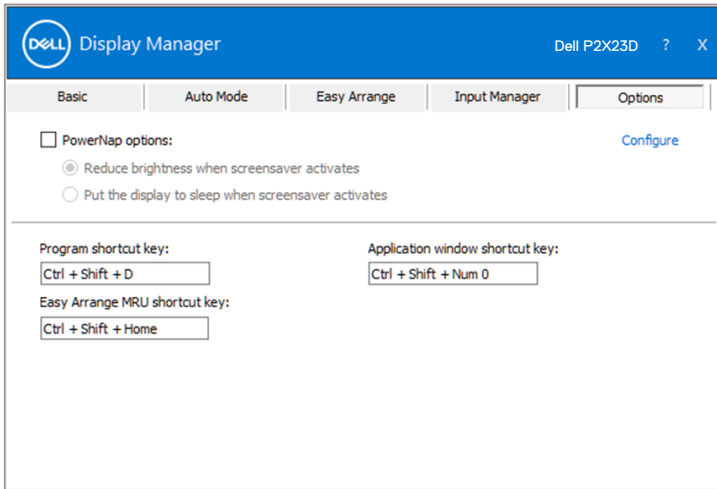 DELL Display Manager Dell P2X23D ? X
Basic Auto Mode Easy Arrange Input Manager Options
PowerNap options: Configure
Reduce brightness when screensaver activates
Put the display to sleep when screensaver activates
Program shortcut key: Application window shortcut key:
Ctrl + Shift + D Ctrl + Shift + Num 0
Easy Arrange MRU shortcut key:
Ctrl + Shift + Home